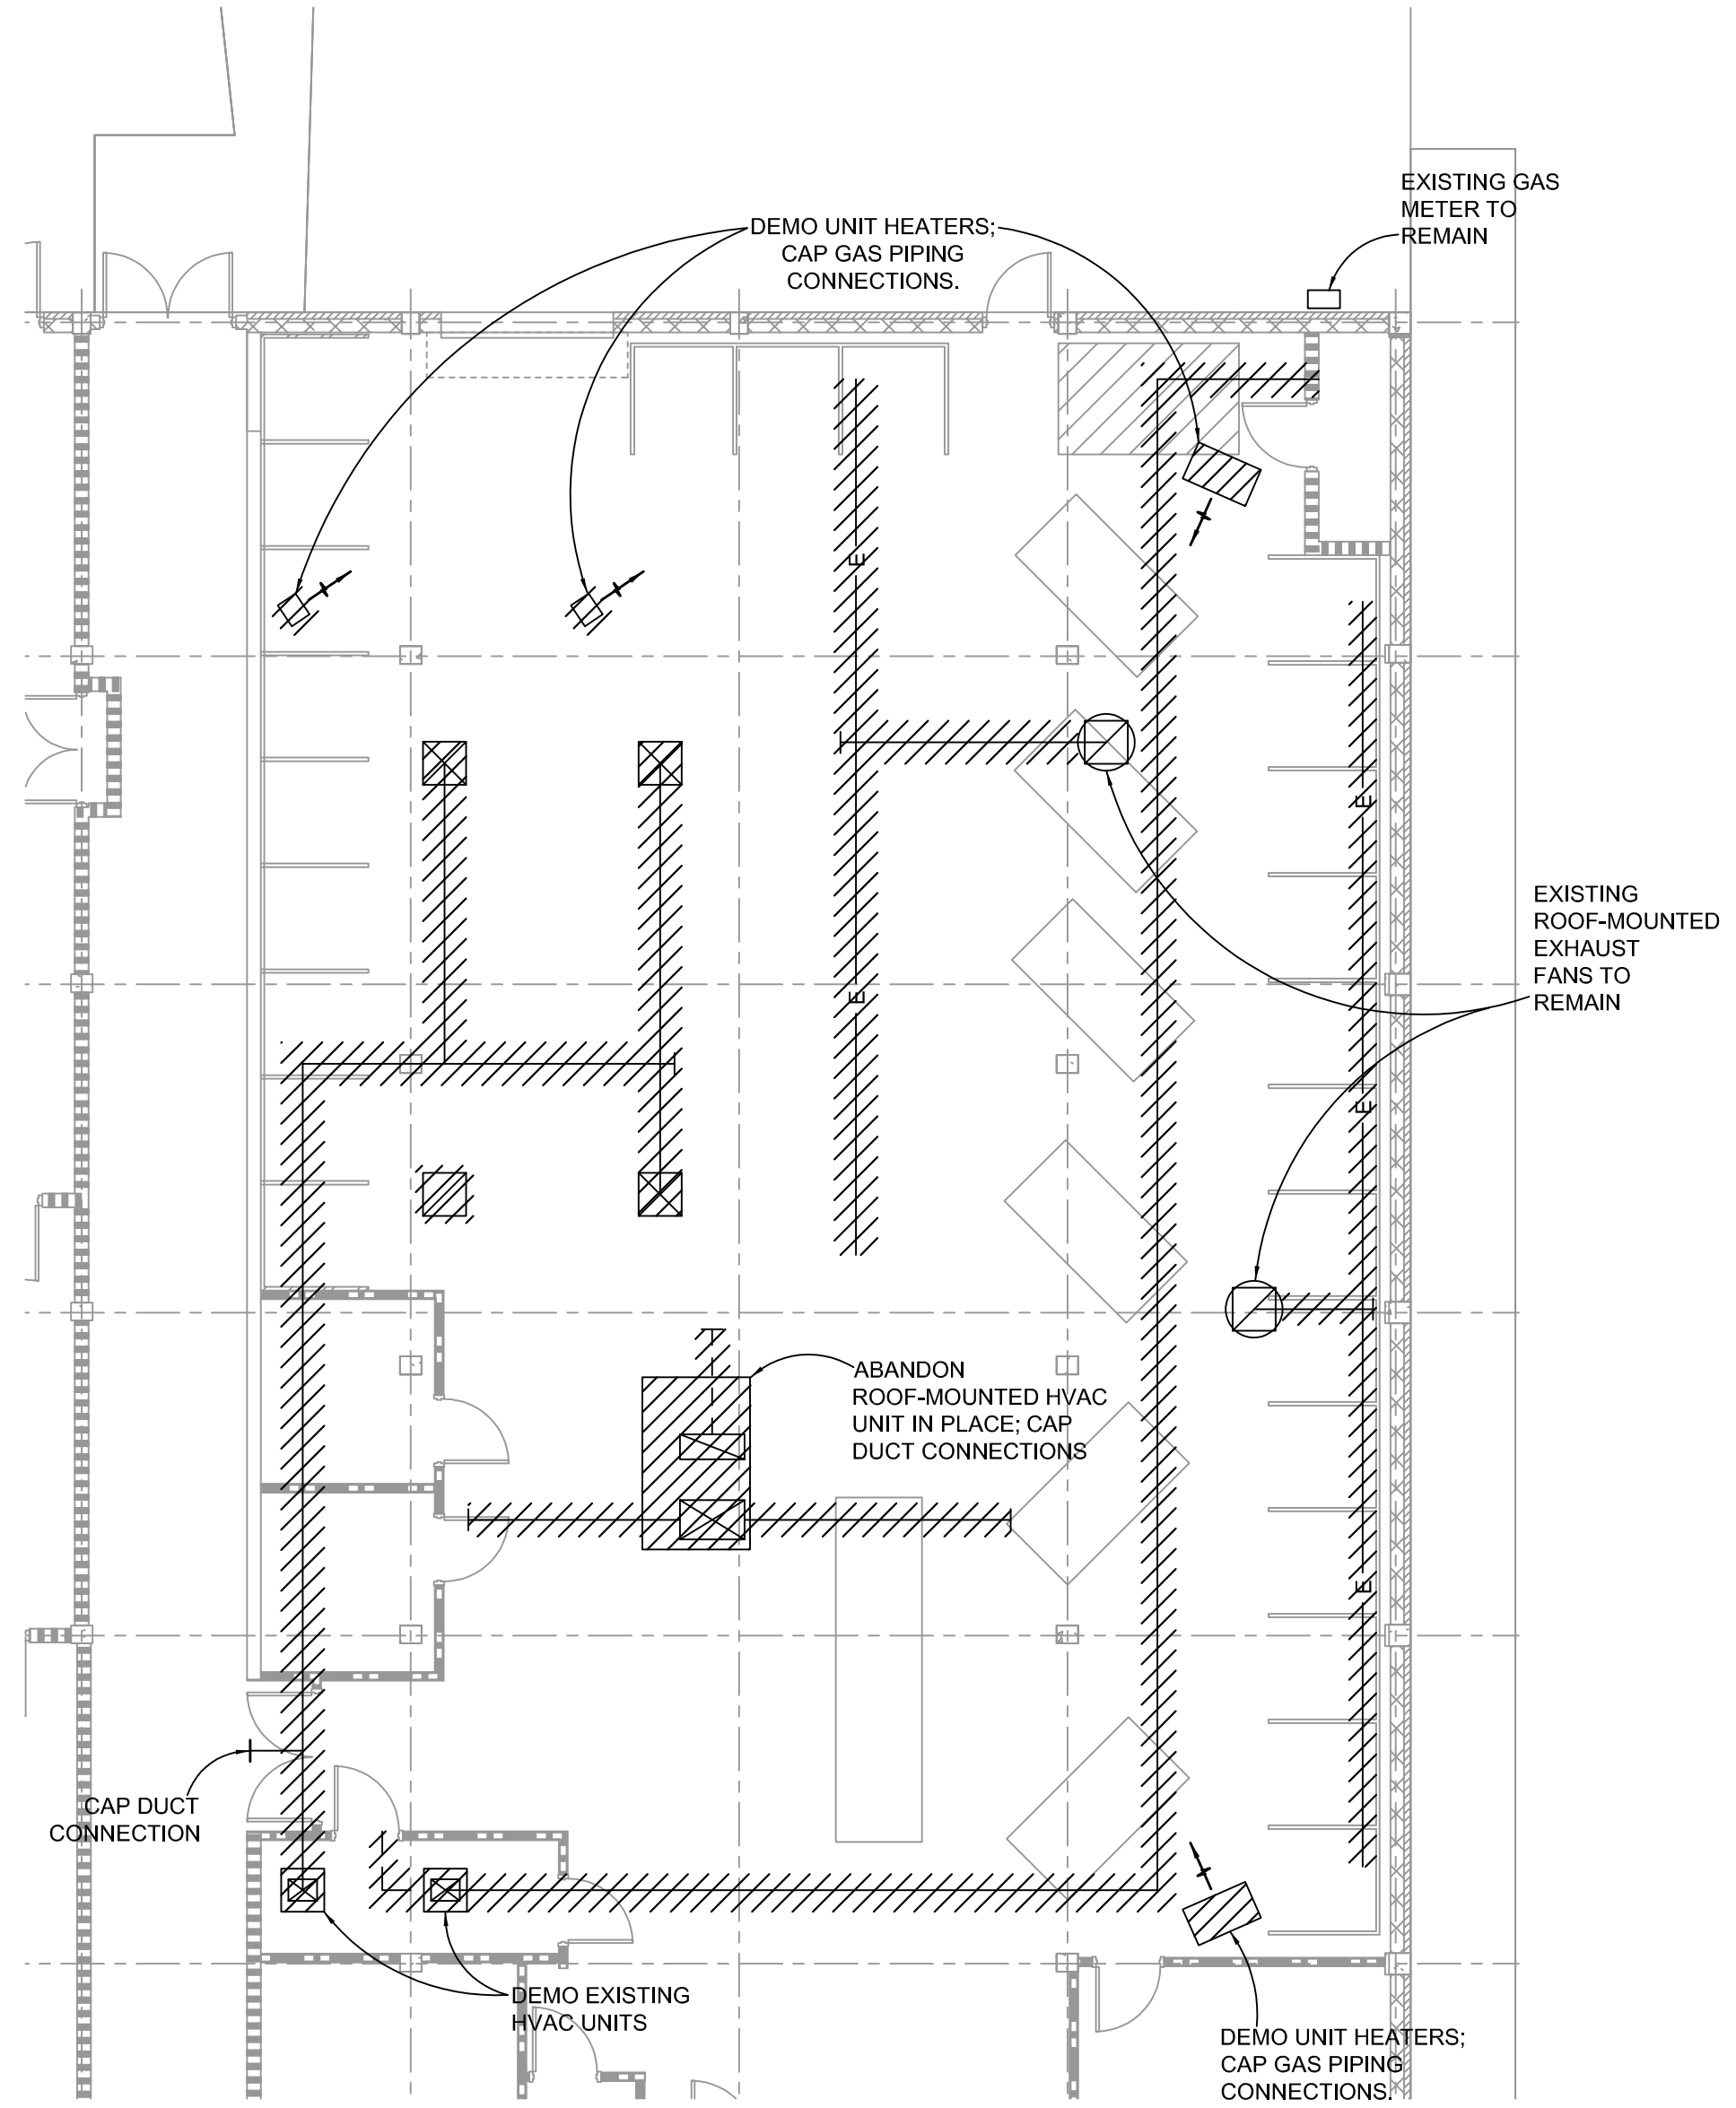 EXISTING GAS
METER TO
REMAIN
DEMO UNIT HEATERS;
CAP GAS PIPING
CONNECTIONS.
E
E
EXISTING
ROOF-MOUNTED
EXHAUST
FANS TO
REMAIN
E
E
ABANDON
ROOF-MOUNTED HVAC
UNIT IN PLACE; CAP
DUCT CONNECTIONS
E
CAP DUCT
CONNECTION
DEMO EXISTING
HVAC UNITS
DEMO UNIT HEATERS;
CAP GAS PIPING
CONNECTIONS.